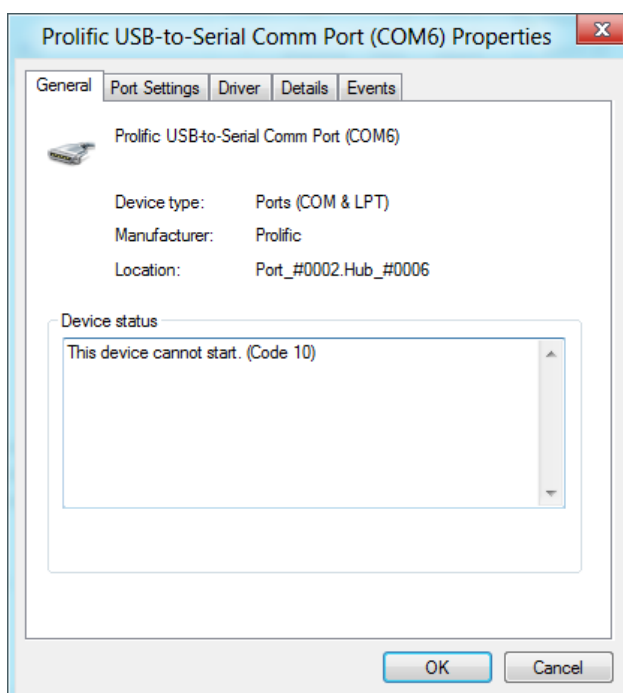 Prolific USB-to-Serial Comm Port (COM6) Properties
General Port Settings Driver Details Events
Prolific USB-to-Serial Comm Port (COM6)
Device type: Ports (COM & LPT)
Manufacturer: Prolific
Location: Port_#0002.Hub_#0006
Device status
This device cannot start. (Code 10)
OK Cancel